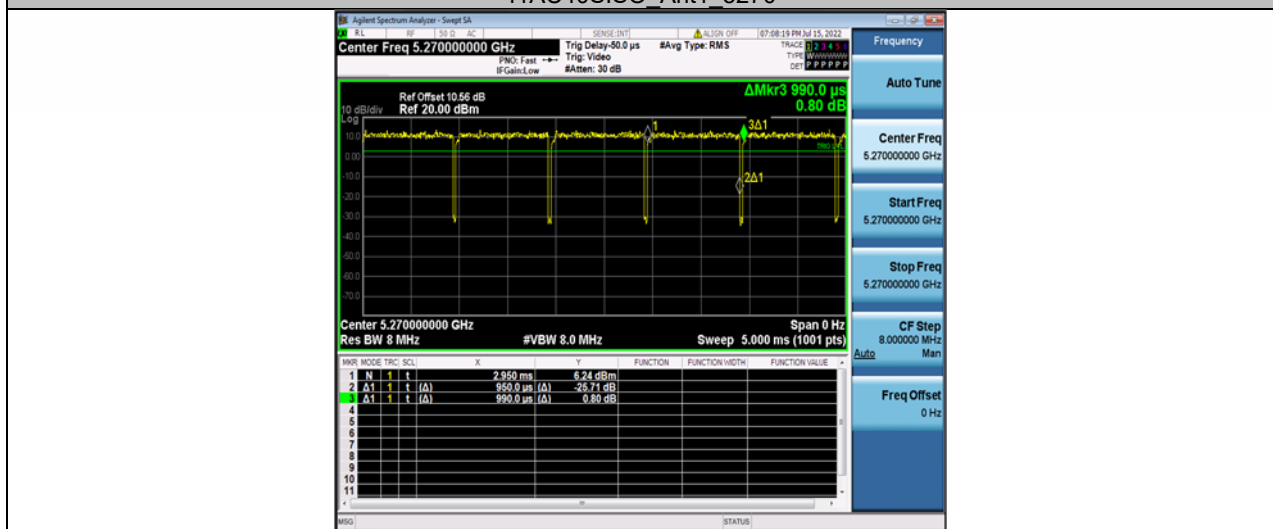 Agilent Spectrum Analyzer - Swept SA
RL RF 50 Ω AC SENSE:INT ALIGN OFF 07:08:19 PM Jul 15, 2022
Center Freq 5.270000000 GHz
PNO: Fast
IFGain:Low
Trig Delay-50.0 µs
Trig: Video
#Atten: 30 dB
#Avg Type: RMS
TRACE 1 2 3 4 5 6
TYPE W
DET P P P P P P
Ref Offset 10.56 dB
10 dB/div Ref 20.00 dBm
Log
ΔMkr3 990.0 µs
0.80 dB
1
3Δ1
10.0
0.00
-10.0
2Δ1
-20.0
-30.0
-40.0
-50.0
-60.0
-70.0
Center 5.270000000 GHz Span 0 Hz
Res BW 8 MHz #VBW 8.0 MHz Sweep 5.000 ms (1001 pts)
MKR MODE TRC SCL X Y FUNCTION FUNCTION WIDTH FUNCTION VALUE
1 N 1 t 2.950 ms 6.24 dBm
2 Δ1 1 t (Δ) 950.0 µs (Δ) -25.71 dB
3 Δ1 1 t (Δ) 990.0 µs (Δ) 0.80 dB
4
5
6
7
8
9
10
11
MSG STATUS
Frequency
Auto Tune
Center Freq
5.270000000 GHz
Start Freq
5.270000000 GHz
Stop Freq
5.270000000 GHz
CF Step
8.000000 MHz
Auto Man
Freq Offset
0 Hz